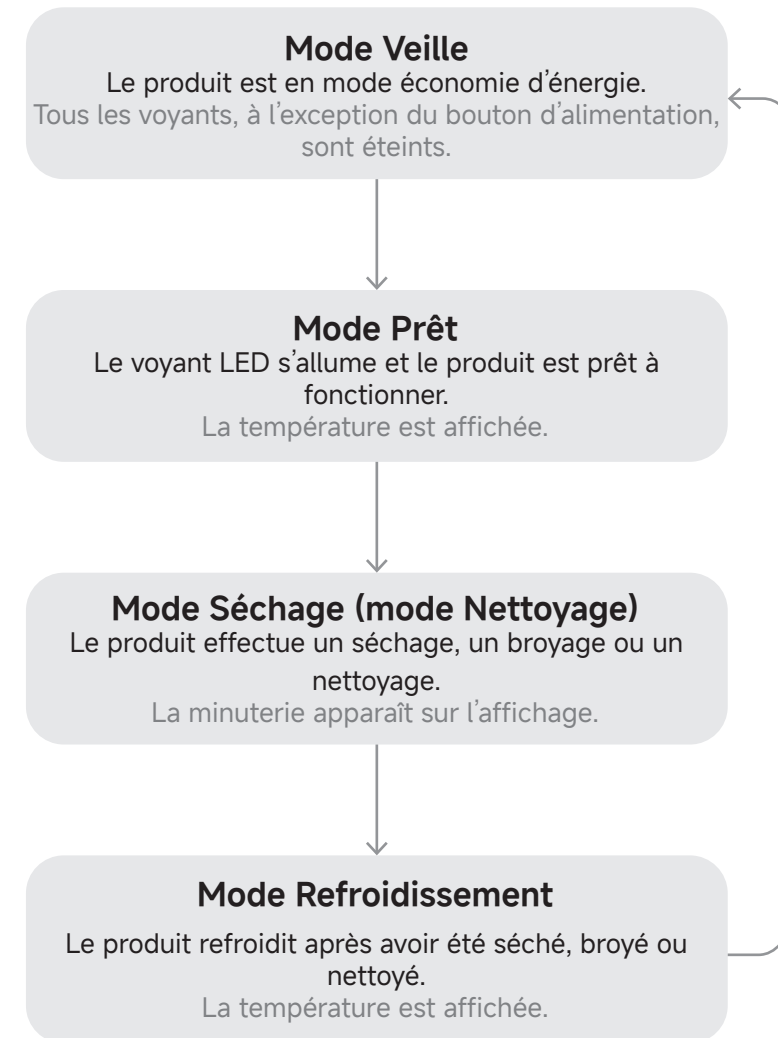 Mode Veille
Le produit est en mode économie d’énergie.
Tous les voyants, à l’exception du bouton d’alimentation,
sont éteints.
Mode Prêt
Le voyant LED s’allume et le produit est prêt à
fonctionner.
La température est affichée.
Mode Séchage (mode Nettoyage)
Le produit effectue un séchage, un broyage ou un
nettoyage.
La minuterie apparaît sur l’affichage.
Mode Refroidissement
Le produit refroidit après avoir été séché, broyé ou
nettoyé.
La température est affichée.